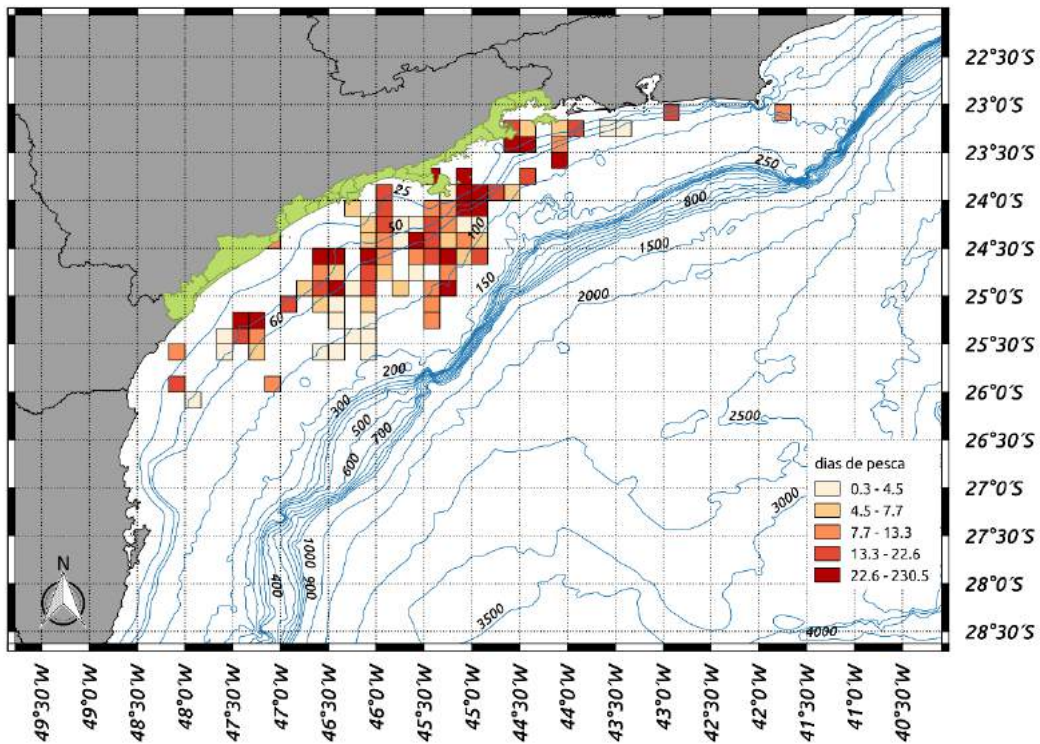 22°30´S
23°0´S
23°30´S
24°0´S
24°30´S
25°0´S
25°30´S
26°0´S
26°30´S
27°0´S
27°30´S
28°0´S
28°30´S
25
50
100
60
150
250
800
1500
2000
200
300
500
700
600
1000
900
400
2500
3000
3500
4000
dias de pesca
0.3 - 4.5
4.5 - 7.7
7.7 - 13.3
13.3 - 22.6
22.6 - 230.5
N
49°30´W
49°0´W
48°30´W
48°0´W
47°30´W
47°0´W
46°30´W
46°0´W
45°30´W
45°0´W
44°30´W
44°0´W
43°30´W
43°0´W
42°30´W
42°0´W
41°30´W
41°0´W
40°30´W